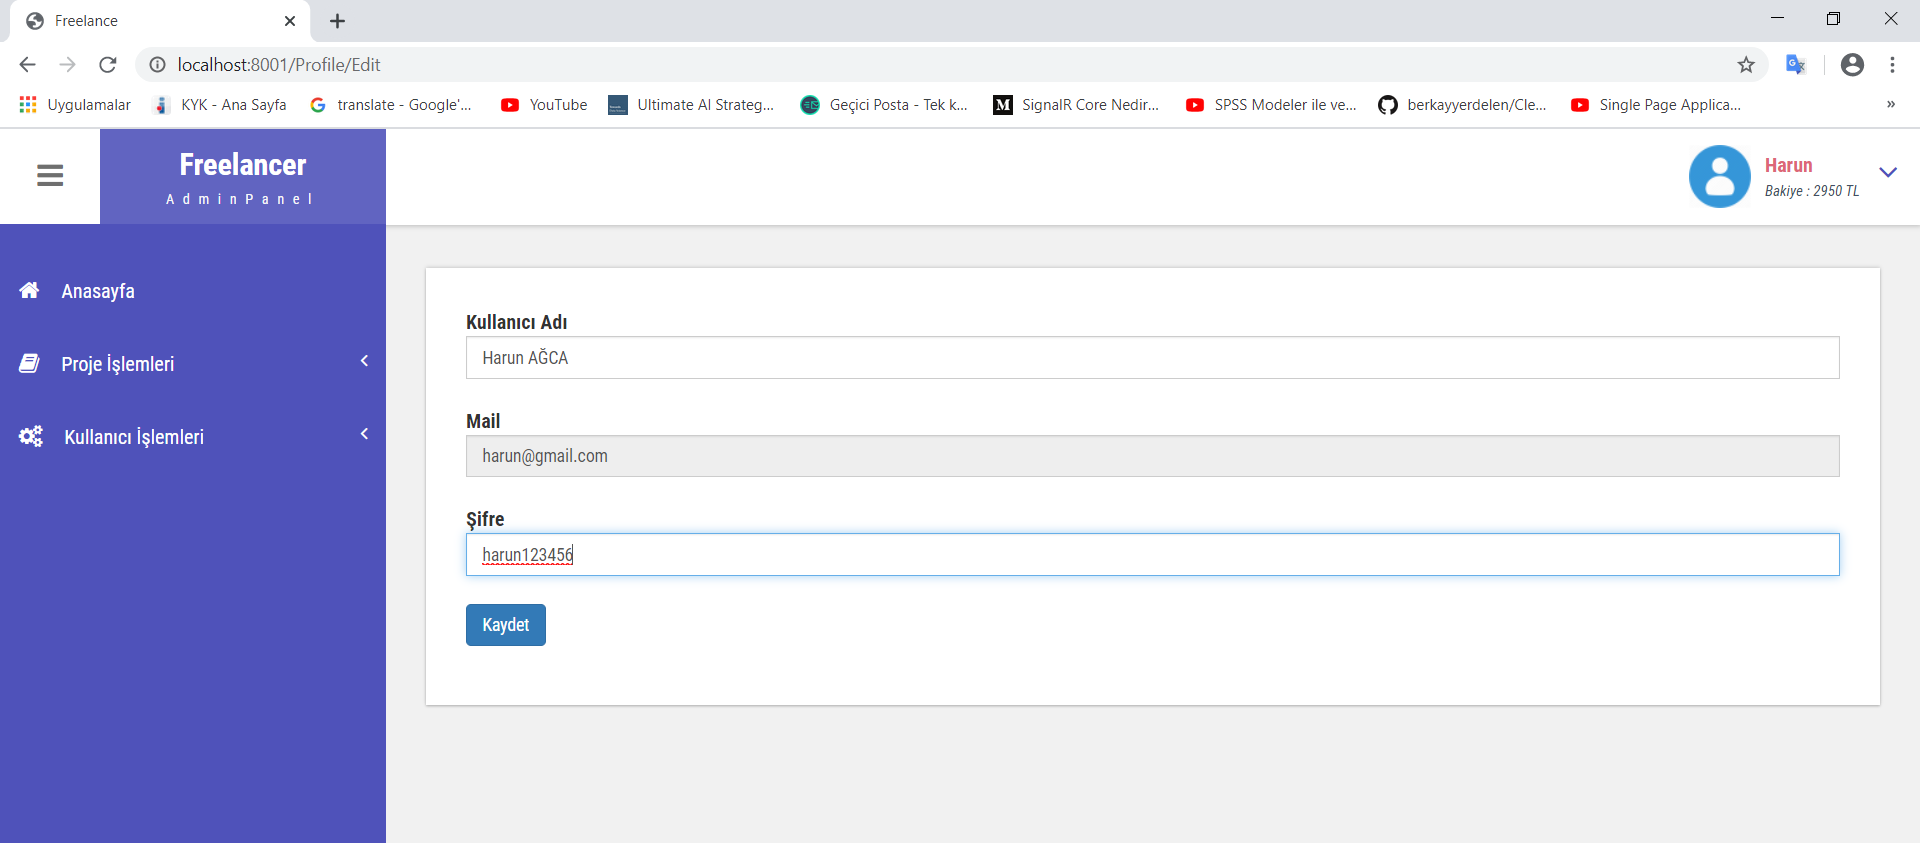 Freelance
localhost:8001/Profile/Edit
Uygulamalar KYK - Ana Sayfa translate - Google'... YouTube Ultimate AI Strateg... Geçici Posta - Tek k... SignalR Core Nedir... SPSS Modeler ile ve... berkayyerdelen/Cle... Single Page Applica... »
Freelancer
AdminPanel
Harun
Bakiye : 2950 TL
Anasayfa
Proje İşlemleri
Kullanıcı İşlemleri
Kullanıcı Adı
Harun AĞCA
Mail
harun@gmail.com
Şifre
harun123456
Kaydet